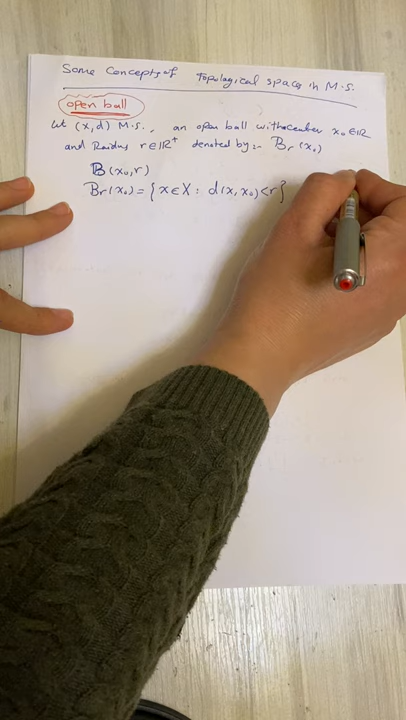 Some Concepts of Topological spaces in M.S.
open ball
let (X,d) M.S., an open ball with center x₀ ∈ ℝ
and Raidus r ∈ ℝ⁺ denoted by:- Bᵣ(x₀)
B(x₀,r)
Bᵣ(x₀) = {x ∈ X : d(x,x₀)<r}